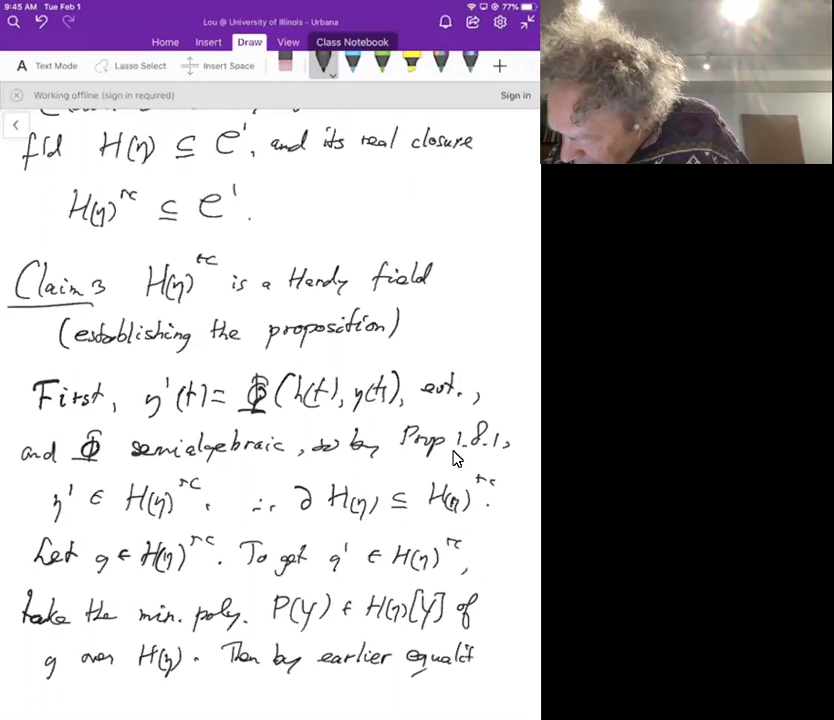 9:45 AM Tue Feb 1
77%
Lou @ University of Illinois - Urbana
Home Insert Draw View Class Notebook
A Text Mode Lasso Select Insert Space
Working offline (sign in required) Sign in
fld H(y) ⊆ C', and its real closure
H(y)^rc ⊆ C'.
Claim 3 H(y)^rc is a Hardy field
(establishing the proposition)
First, y'(t) = Φ(h(t), y(t)), evt.,
and Φ semialgebraic, so by Prop 1.8.1,
y' ∈ H(y)^rc. ∴ ∂ H(y) ⊆ H(y)^rc.
Let g ∈ H(y)^rc. To get g' ∈ H(y)^rc,
take the min. poly. P(Y) ∈ H(y)[Y] of
g over H(y). Then by earlier equalit